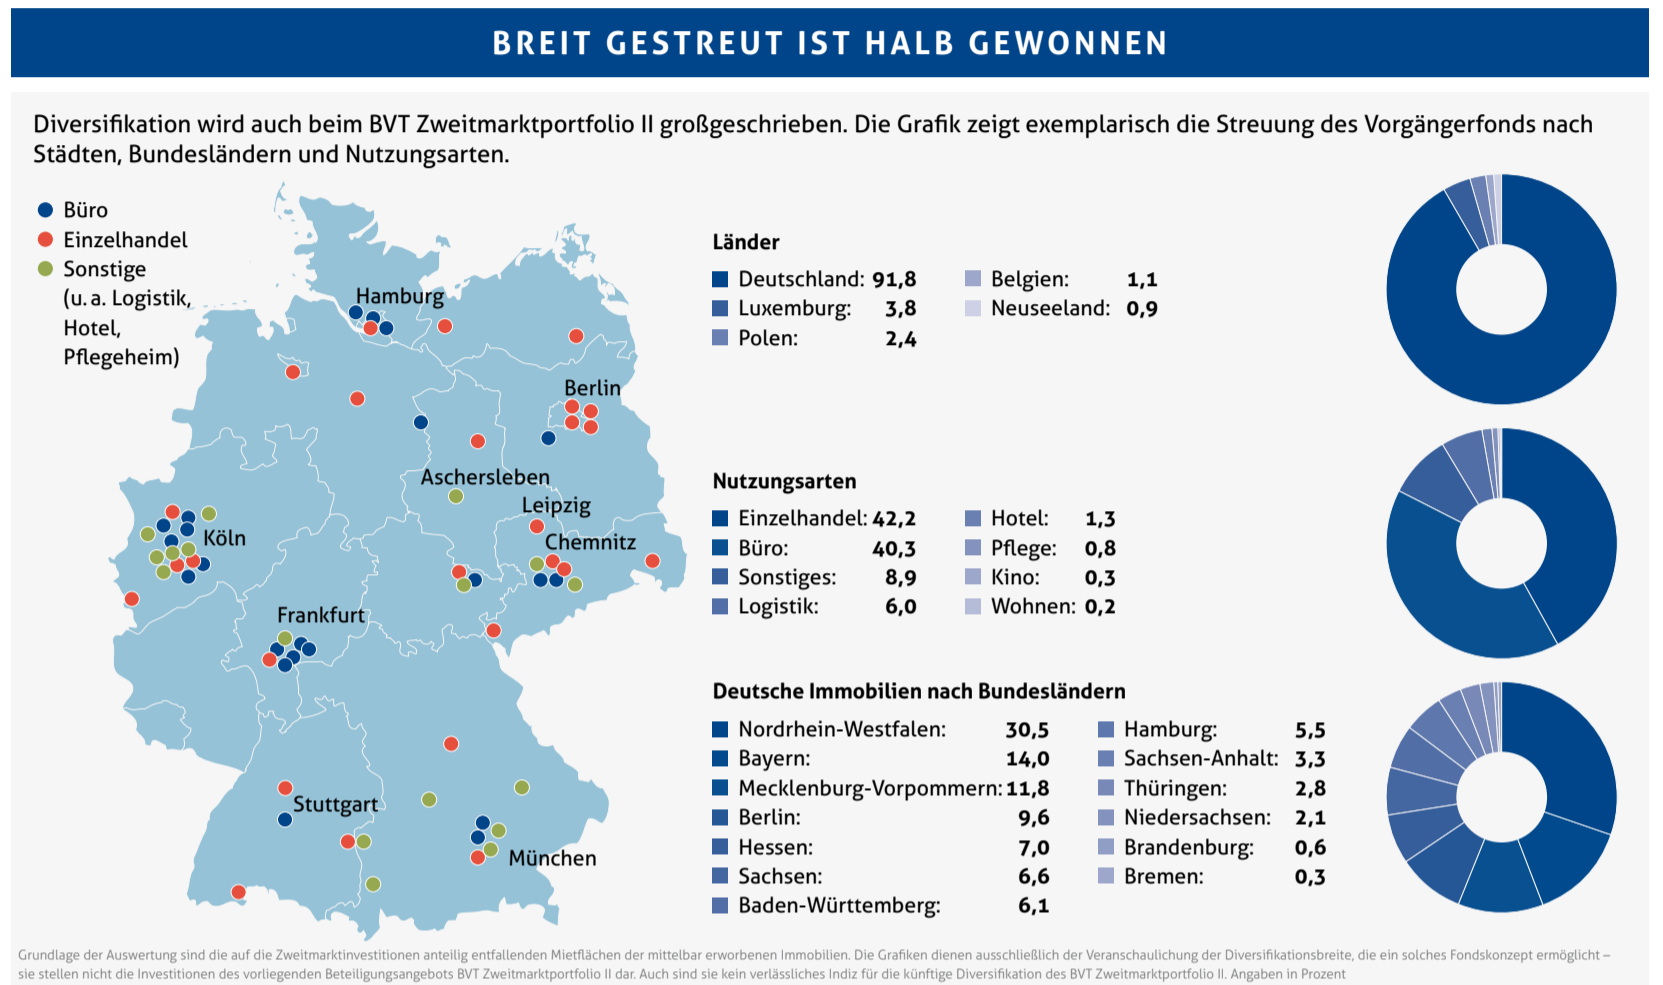 BREIT GESTREUT IST HALB GEWONNEN
Diversifikation wird auch beim BVT Zweitmarktportfolio II großgeschrieben. Die Grafik zeigt exemplarisch die Streuung des Vorgängerfonds nach
Städten, Bundesländern und Nutzungsarten.
Büro
Einzelhandel
Sonstige
(u. a. Logistik,
Hotel,
Pflegeheim)
Hamburg
Berlin
Aschersleben
Leipzig
Köln
Chemnitz
Frankfurt
Stuttgart
München
Länder
Deutschland: 91,8 Belgien: 1,1
Luxemburg: 3,8 Neuseeland: 0,9
Polen: 2,4
Nutzungsarten
Einzelhandel: 42,2 Hotel: 1,3
Büro: 40,3 Pflege: 0,8
Sonstiges: 8,9 Kino: 0,3
Logistik: 6,0 Wohnen: 0,2
Deutsche Immobilien nach Bundesländern
Nordrhein-Westfalen: 30,5 Hamburg: 5,5
Bayern: 14,0 Sachsen-Anhalt: 3,3
Mecklenburg-Vorpommern: 11,8 Thüringen: 2,8
Berlin: 9,6 Niedersachsen: 2,1
Hessen: 7,0 Brandenburg: 0,6
Sachsen: 6,6 Bremen: 0,3
Baden-Württemberg: 6,1
Grundlage der Auswertung sind die auf die Zweitmarktinvestitionen anteilig entfallenden Mietflächen der mittelbar erworbenen Immobilien. Die Grafiken dienen ausschließlich der Veranschaulichung der Diversifikationsbreite, die ein solches Fondskonzept ermöglicht –
sie stellen nicht die Investitionen des vorliegenden Beteiligungsangebots BVT Zweitmarktportfolio II dar. Auch sind sie kein verlässliches Indiz für die künftige Diversifikation des BVT Zweitmarktportfolio II. Angaben in Prozent